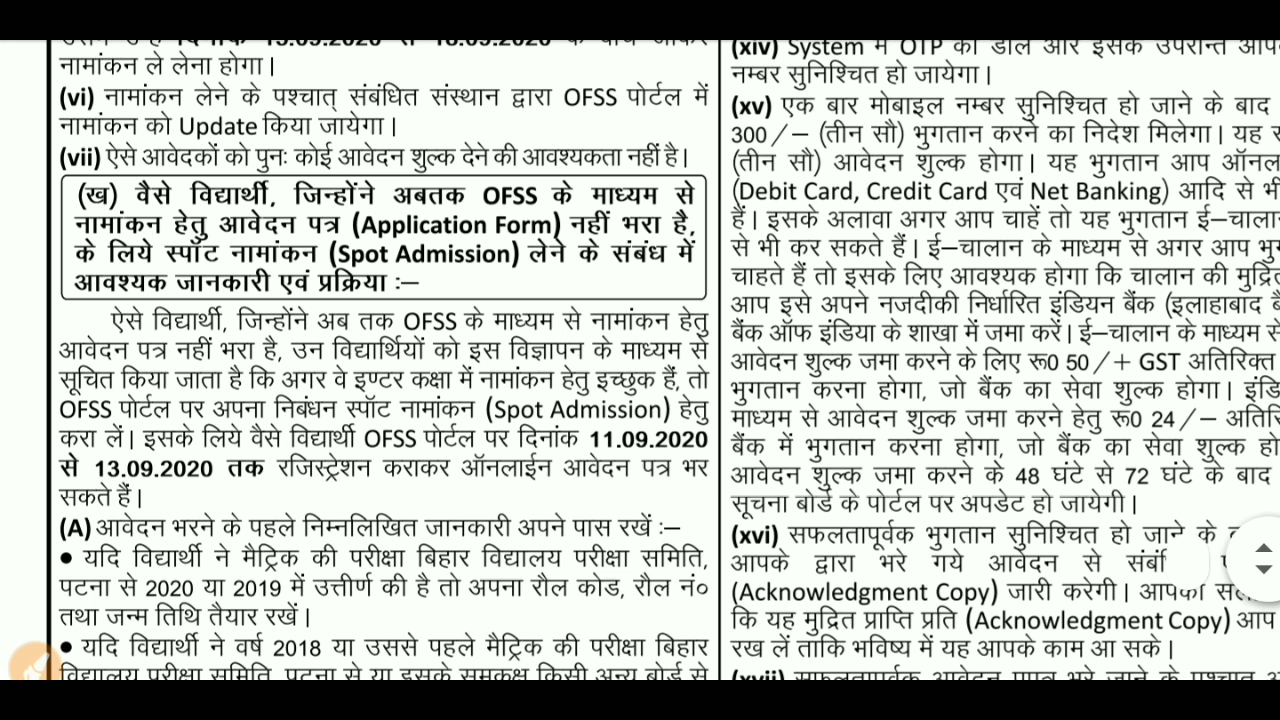 नामांकन ले लेना होगा।
(vi) नामांकन लेने के पश्चात् संबंधित संस्थान द्वारा OFSS पोर्टल में
नामांकन को Update किया जायेगा।
(vii) ऐसे आवेदकों को पुनः कोई आवेदन शुल्क देने की आवश्यकता नहीं है।
(ख) वैसे विद्यार्थी, जिन्होंने अबतक OFSS के माध्यम से
नामांकन हेतु आवेदन पत्र (Application Form) नहीं भरा है,
के लिये स्पॉट नामांकन (Spot Admission) लेने के संबंध में
आवश्यक जानकारी एवं प्रक्रिया :–
ऐसे विद्यार्थी, जिन्होंने अब तक OFSS के माध्यम से नामांकन हेतु
आवेदन पत्र नहीं भरा है, उन विद्यार्थियों को इस विज्ञापन के माध्यम से
सूचित किया जाता है कि अगर वे इण्टर कक्षा में नामांकन हेतु इच्छुक हैं, तो
OFSS पोर्टल पर अपना निबंधन स्पॉट नामांकन (Spot Admission) हेतु
करा लें। इसके लिये वैसे विद्यार्थी OFSS पोर्टल पर दिनांक 11.09.2020
से 13.09.2020 तक रजिस्ट्रेशन कराकर ऑनलाईन आवेदन पत्र भर
सकते हैं।
(A) आवेदन भरने के पहले निम्नलिखित जानकारी अपने पास रखें :–
• यदि विद्यार्थी ने मैट्रिक की परीक्षा बिहार विद्यालय परीक्षा समिति,
पटना से 2020 या 2019 में उत्तीर्ण की है तो अपना रौल कोड, रौल नं०
तथा जन्म तिथि तैयार रखें।
• यदि विद्यार्थी ने वर्ष 2018 या उससे पहले मैट्रिक की परीक्षा बिहार
विद्यालय परीक्षा समिति, पटना से या इसके समकक्ष किसी अन्य बोर्ड से
(xiv) System में OTP को डालें और इसके उपरान्त
नम्बर सुनिश्चित हो जायेगा।
(xv) एक बार मोबाइल नम्बर सुनिश्चित हो जाने के बाद
300/– (तीन सौ) भुगतान करने का निदेश मिलेगा। यह
(तीन सौ) आवेदन शुल्क होगा। यह भुगतान आप
(Debit Card, Credit Card एवं Net Banking) आदि से
हैं। इसके अलावा अगर आप चाहें तो यह भुगतान
से भी कर सकते हैं। ई–चालान के माध्यम से अगर आप
चाहते हैं तो इसके लिए आवश्यक होगा कि चालान की
आप इसे अपने नजदीकी निर्धारित इंडियन बैंक (इलाहाबाद
बैंक ऑफ इंडिया के शाखा में जमा करें। ई–चालान के माध्यम
आवेदन शुल्क जमा करने के लिए रू0 50/+ GST अतिरिक्त
भुगतान करना होगा, जो बैंक का सेवा शुल्क होगा।
माध्यम से आवेदन शुल्क जमा करने हेतु रू0 24/–
बैंक में भुगतान करना होगा, जो बैंक का सेवा शुल्क
आवेदन शुल्क जमा करने के 48 घंटे से 72 घंटे के बाद
सूचना बोर्ड के पोर्टल पर अपडेट हो जायेगी।
(xvi) सफलतापूर्वक भुगतान सुनिश्चित हो जाने के
आपके द्वारा भरे गये आवेदन से
(Acknowledgment Copy) जारी करेगी।
कि यह मुद्रित प्राप्ति प्रति (Acknowledgment Copy) आप
रख लें ताकि भविष्य में यह आपके काम आ सके।